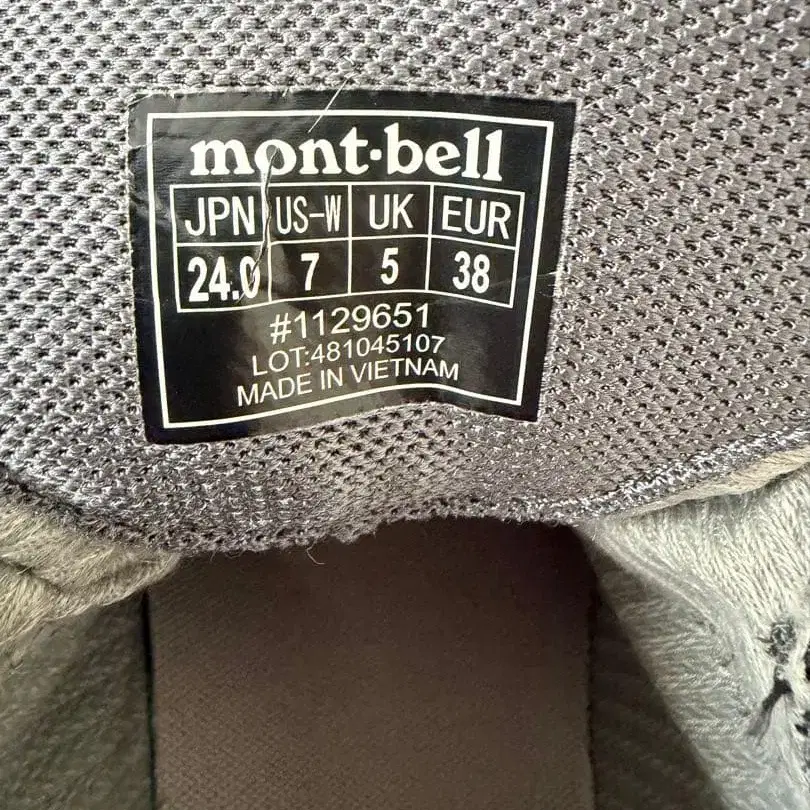 mont·bell
JPN US-W UK EUR
24.0 7 5 38
#1129651
LOT:481045107
MADE IN VIETNAM